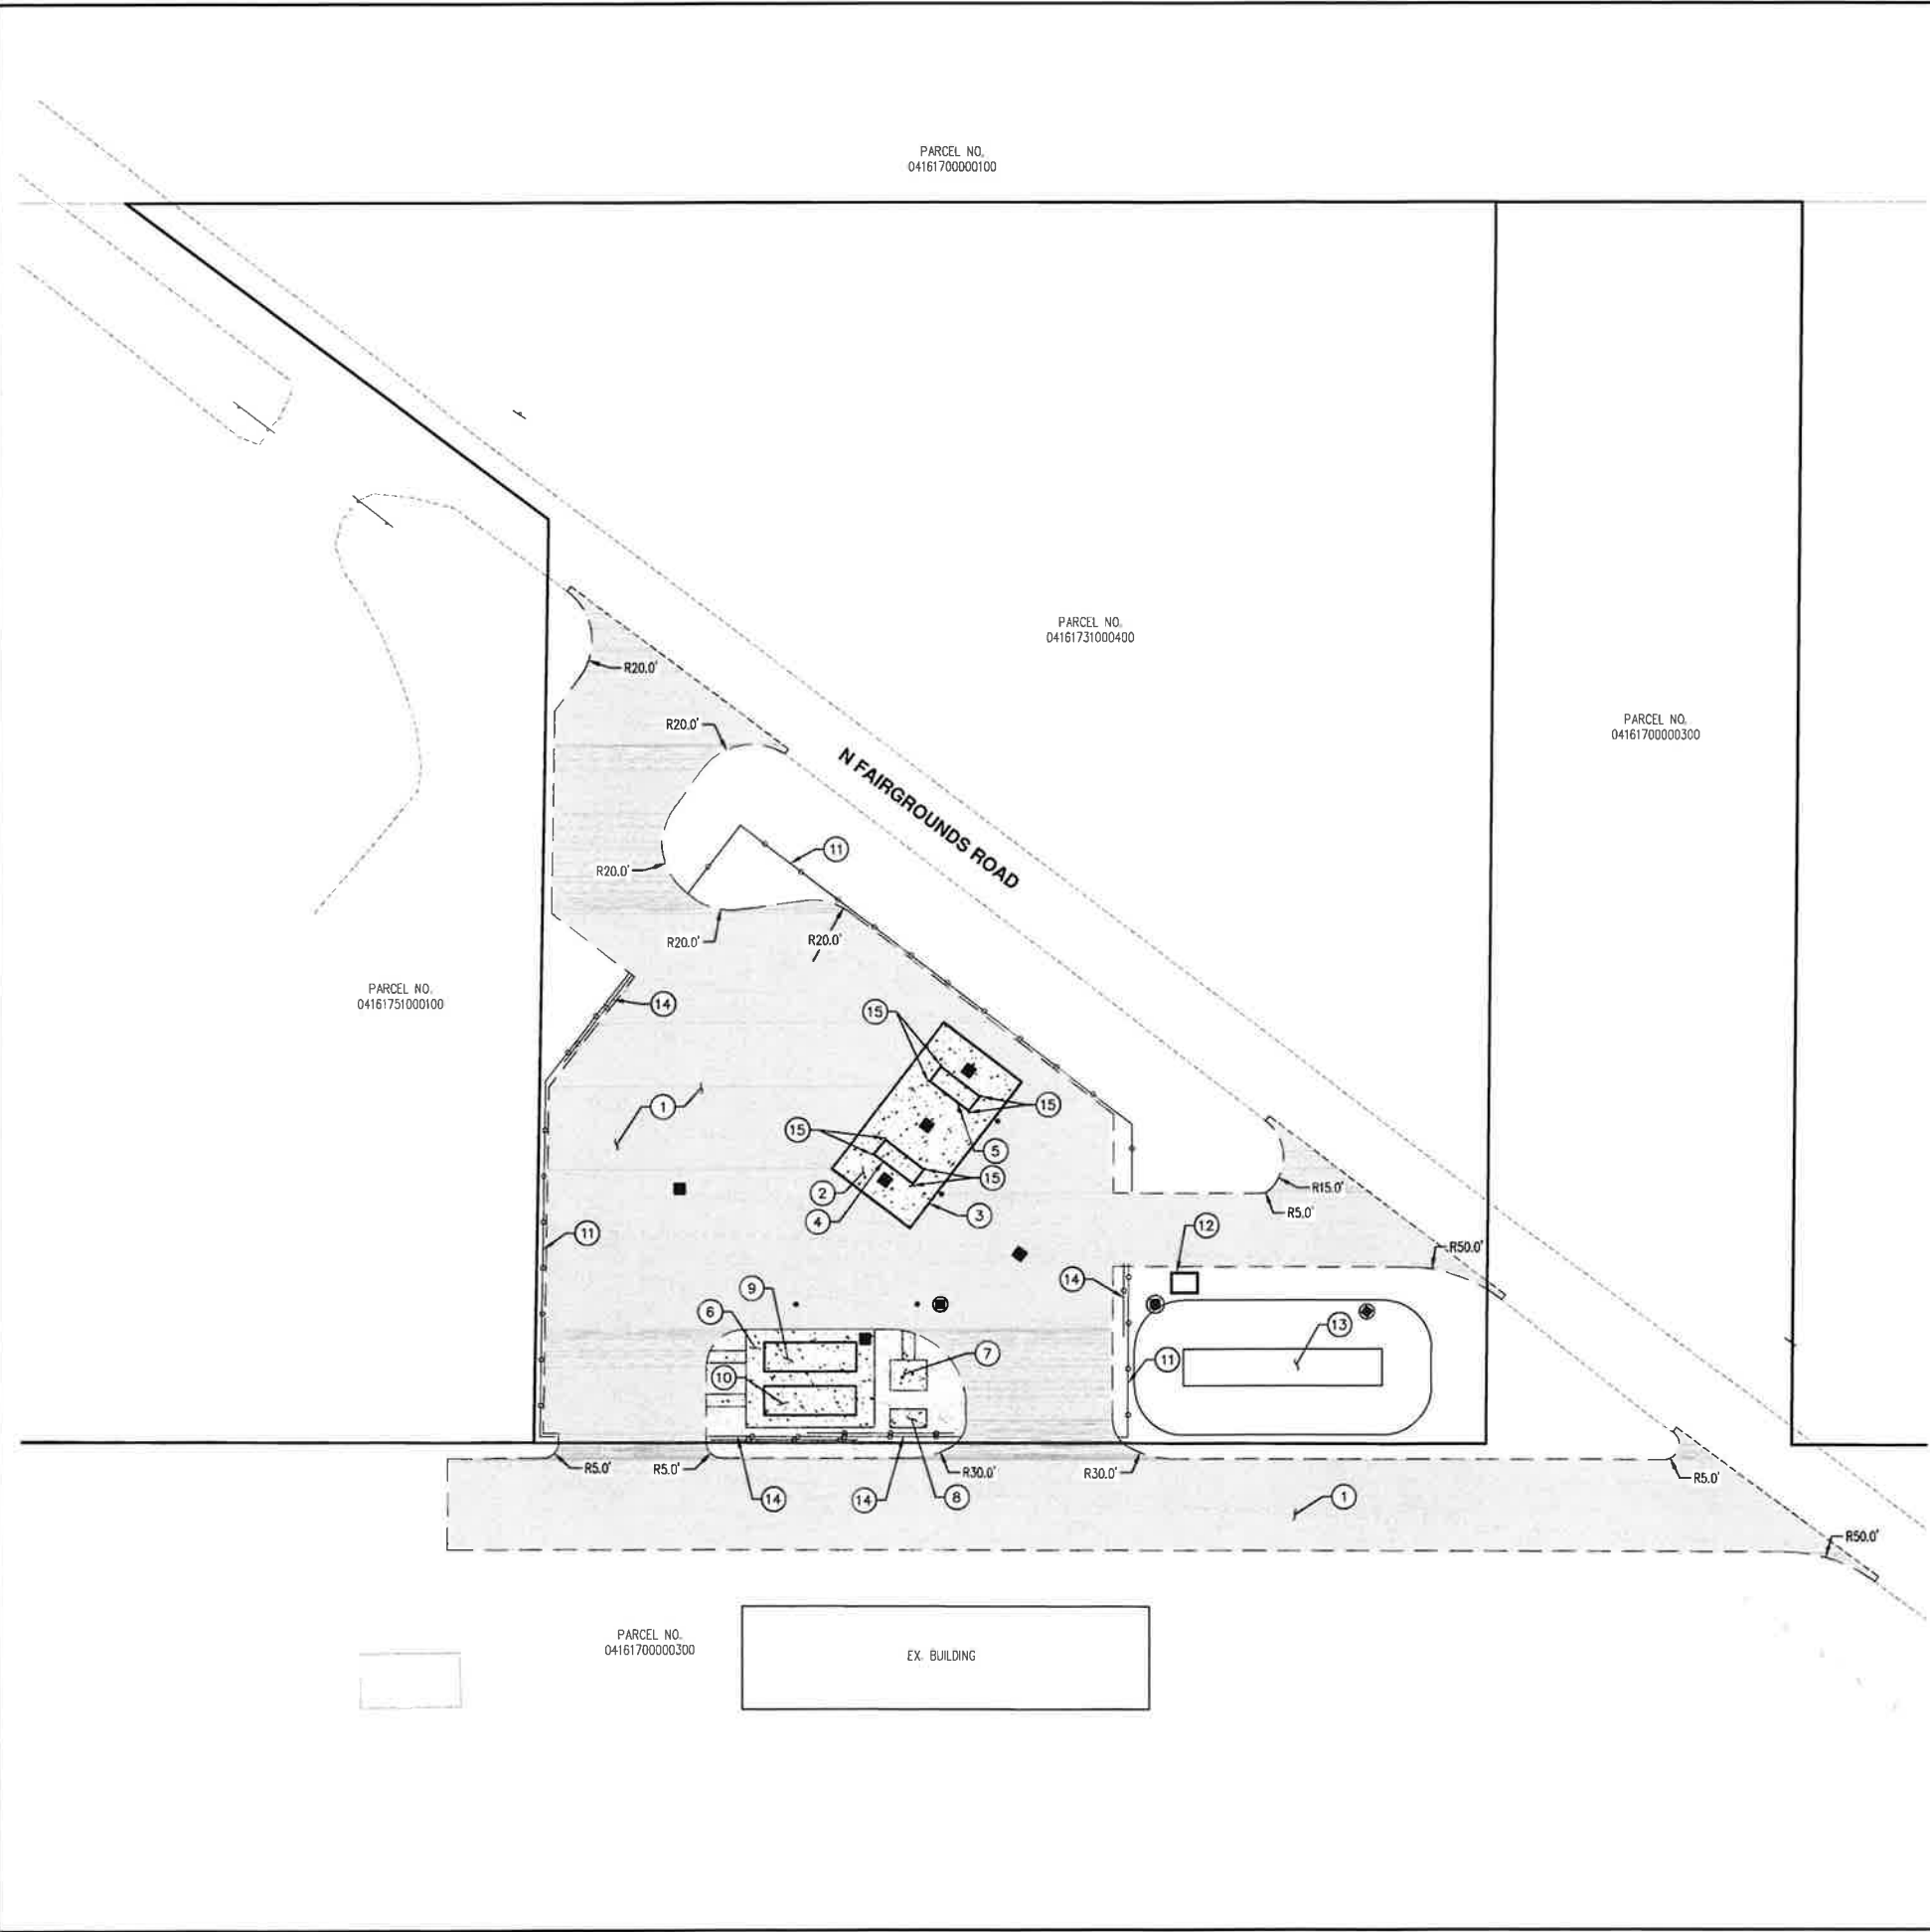 PARCEL NO.
04161700000100
PARCEL NO.
04161731000400
R20.0'
R20.0'
PARCEL NO.
04161700000300
N FAIRGROUNDS ROAD
11
R20.0'
R20.0'
R20.0'
PARCEL NO.
04161751000100
14
15
1
15
15
5
15
2
4
3
R15.0'
R5.0'
11
12
R50.0'
14
9
6
13
7
11
10
R5.0'
R5.0'
R30.0'
R30.0'
R5.0'
14
14
8
1
R50.0'
PARCEL NO.
04161700000300
EX. BUILDING